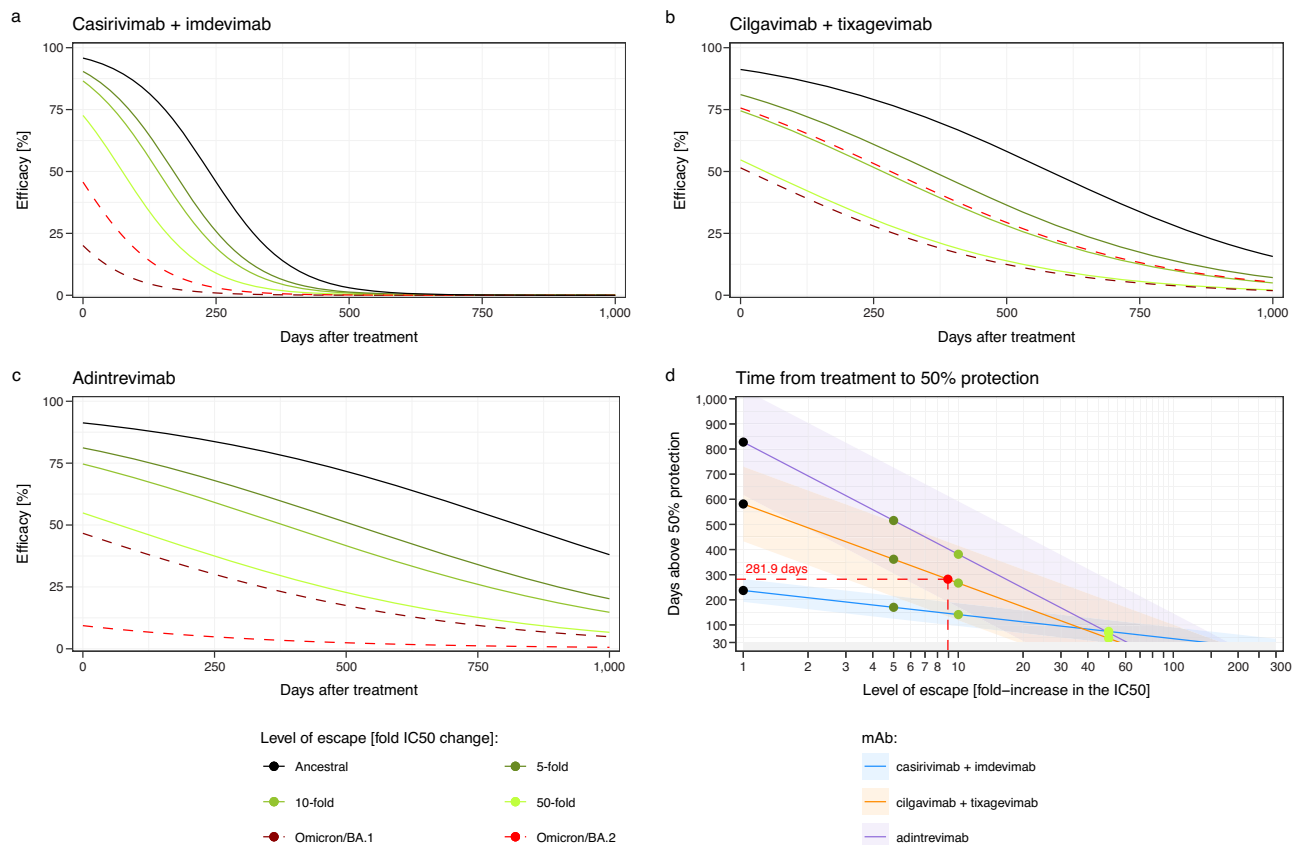 a
Casirivimab + imdevimab
100
75
50
25
0
Efficacy [%]
0 250 500 750 1,000
Days after treatment
b
Cilgavimab + tixagevimab
100
75
50
25
0
Efficacy [%]
0 250 500 750 1,000
Days after treatment
c
Adintrevimab
100
75
50
25
0
Efficacy [%]
0 250 500 750 1,000
Days after treatment
d
Time from treatment to 50% protection
1,000
900
800
700
600
500
400
300
200
100
30
Days above 50% protection
281.9 days
1 2 3 4 5 6 7 8 10 20 30 40 60 100 200 300
Level of escape [fold−increase in the IC50]
Level of escape [fold IC50 change]:
Ancestral
5-fold
10-fold
50-fold
Omicron/BA.1
Omicron/BA.2
mAb:
casirivimab + imdevimab
cilgavimab + tixagevimab
adintrevimab